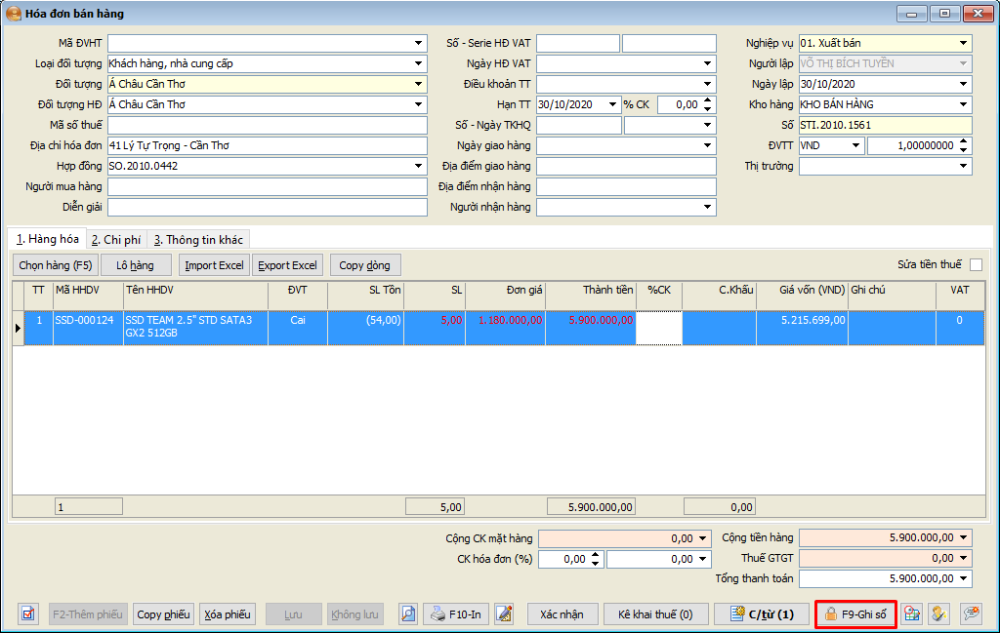 Hóa đơn bán hàng
Mã ĐVHT Số - Serie HĐ VAT Nghiệp vụ 01. Xuất bán
Loại đối tượng Khách hàng, nhà cung cấp Ngày HĐ VAT Người lập VÕ THỊ BÍCH TUYỀN
Đối tượng Á Châu Cần Thơ Điều khoản TT Ngày lập 30/10/2020
Đối tượng HĐ Á Châu Cần Thơ Hạn TT 30/10/2020 % CK 0,00 Kho hàng KHO BÁN HÀNG
Mã số thuế Số - Ngày TKHQ Số STI.2010.1561
Địa chỉ hóa đơn 41 Lý Tự Trọng - Cần Thơ Ngày giao hàng ĐVTT VND 1,00000000
Hợp đồng SO.2010.0442 Địa điểm giao hàng Thị trường
Người mua hàng Địa điểm nhận hàng
Diễn giải Người nhận hàng
1. Hàng hóa 2. Chi phí 3. Thông tin khác
Chọn hàng (F5) Lô hàng Import Excel Export Excel Copy dòng Sửa tiền thuế
TT Mã HHDV Tên HHDV ĐVT SL Tồn SL Đơn giá Thành tiền %CK C.Khấu Giá vốn (VND) Ghi chú VAT
1 SSD-000124 SSD TEAM 2.5" STD SATA3 Cai (54,00) 5,00 1.180.000,00 5.900.000,00 5.215.699,00 0
GX2 512GB
1 5,00 5.900.000,00 0,00
Cộng CK mặt hàng 0,00 Cộng tiền hàng 5.900.000,00
CK hóa đơn (%) 0,00 0,00 Thuế GTGT 0,00
Tổng thanh toán 5.900.000,00
F2-Thêm phiếu Copy phiếu Xóa phiếu Lưu Không lưu F10-In Xác nhận Kê khai thuế (0) C/từ (1) F9-Ghi sổ